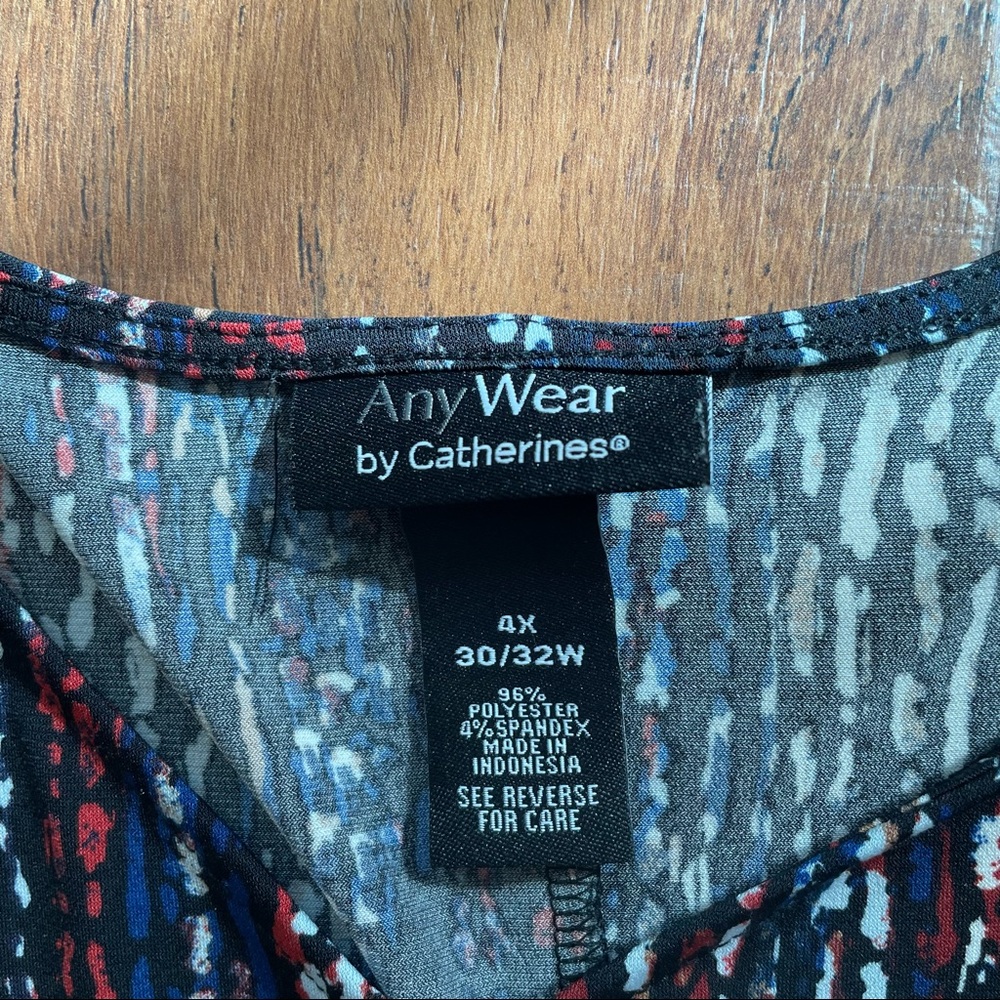 AnyWear
by Catherines®
4X
30/32W
96%
POLYESTER
4% SPANDEX
MADE IN
INDONESIA
SEE REVERSE
FOR CARE